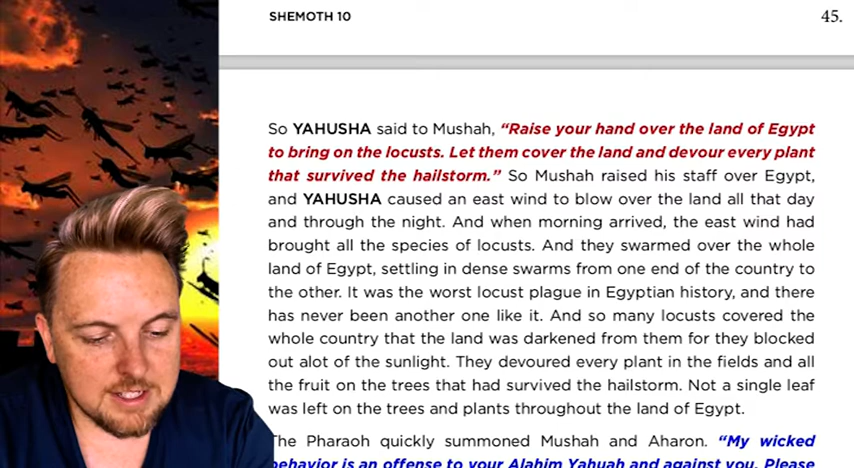 SHEMOTH 10
45.
So YAHUSHA said to Mushah, “Raise your hand over the land of Egypt
to bring on the locusts. Let them cover the land and devour every plant
that survived the hailstorm.” So Mushah raised his staff over Egypt,
and YAHUSHA caused an east wind to blow over the land all that day
and through the night. And when morning arrived, the east wind had
brought all the species of locusts. And they swarmed over the whole
land of Egypt, settling in dense swarms from one end of the country to
the other. It was the worst locust plague in Egyptian history, and there
has never been another one like it. And so many locusts covered the
whole country that the land was darkened from them for they blocked
out alot of the sunlight. They devoured every plant in the fields and all
the fruit on the trees that had survived the hailstorm. Not a single leaf
was left on the trees and plants throughout the land of Egypt.
The Pharaoh quickly summoned Mushah and Aharon. “My wicked
behavior is an offense to your Alahim Yahuah and against you. Please